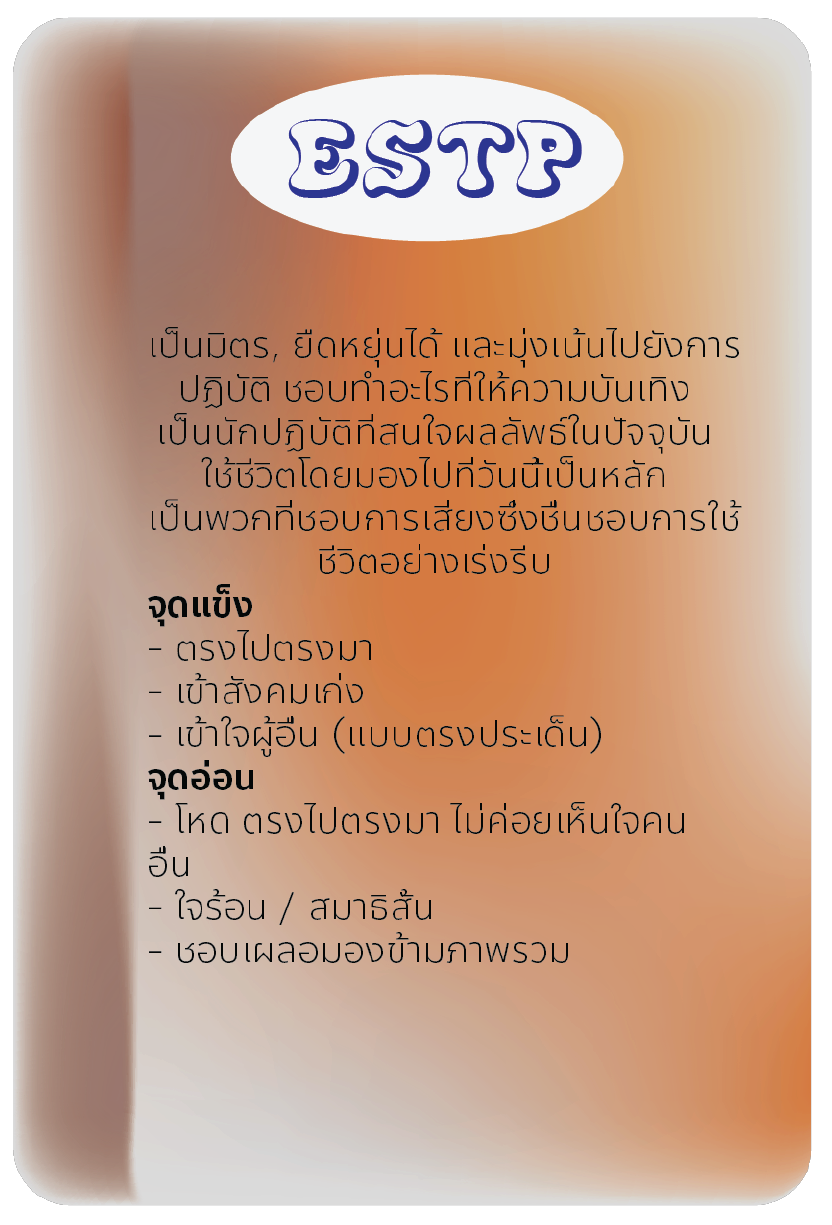 ESTP
เป็นมิตร, ยืดหยุ่นได้ และมุ่งเน้นไปยังการ
ปฏิบัติ ชอบทำอะไรที่ให้ความบันเทิง
เป็นนักปฏิบัติที่สนใจผลลัพธ์ในปัจจุบัน
ใช้ชีวิตโดยมองไปที่วันนี้เป็นหลัก
เป็นพวกที่ชอบการเสี่ยงซึ่งชื่นชอบการใช้
ชีวิตอย่างเร่งรีบ
จุดแข็ง
- ตรงไปตรงมา
- เข้าสังคมเก่ง
- เข้าใจผู้อื่น (แบบตรงประเด็น)
จุดอ่อน
- โหด ตรงไปตรงมา ไม่ค่อยเห็นใจคน
อื่น
- ใจร้อน / สมาธิสั้น
- ชอบเผลอมองข้ามภาพรวม